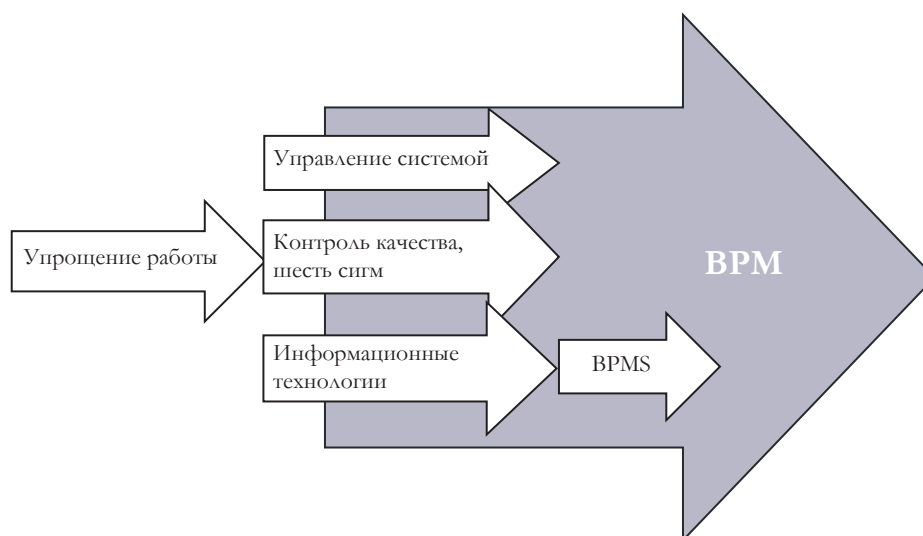 Управление системой
Упрощение работы
Контроль качества,
шесть сигм
BPM
Информационные
технологии
BPMS